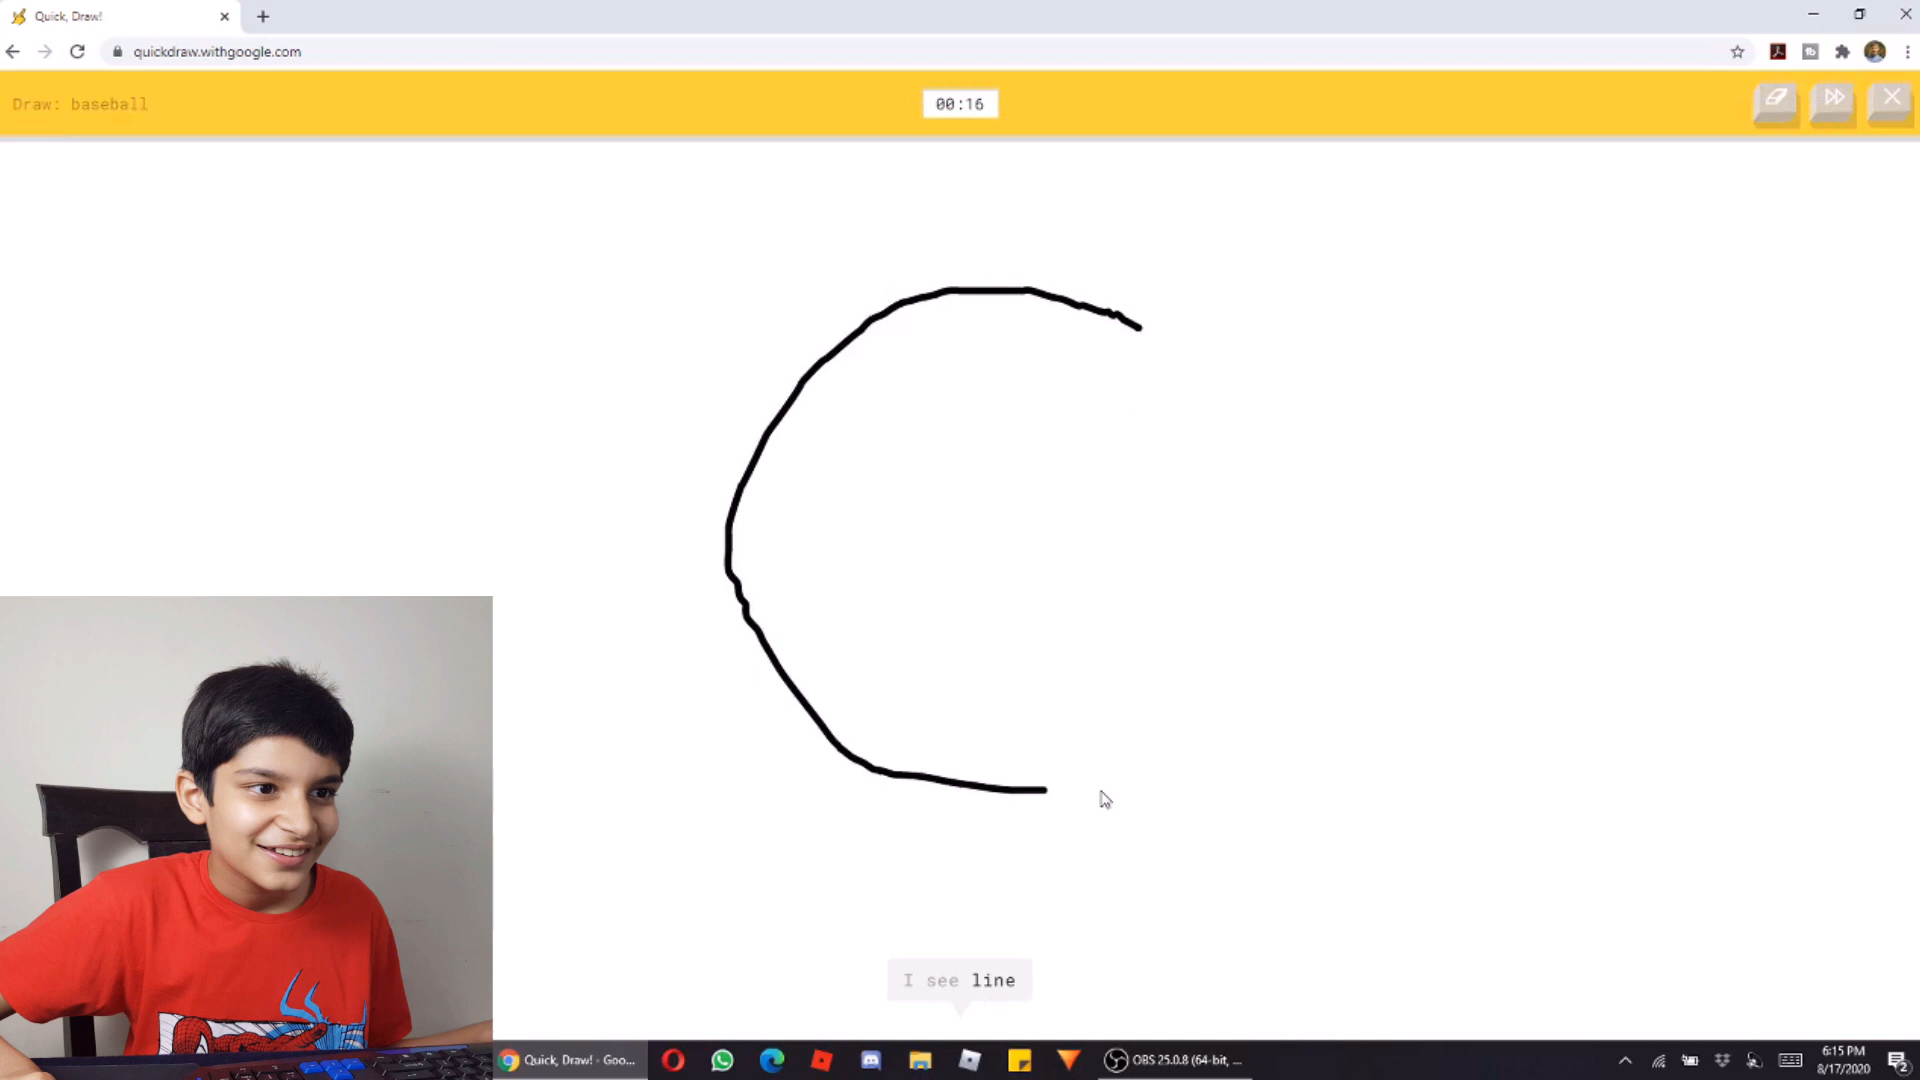 Quick, Draw!
quickdraw.withgoogle.com
Draw: baseball
00:16
I see line
Quick, Draw! - Goo...
OBS 25.0.8 (64-bit, ...
6:15 PM
8/17/2020
2